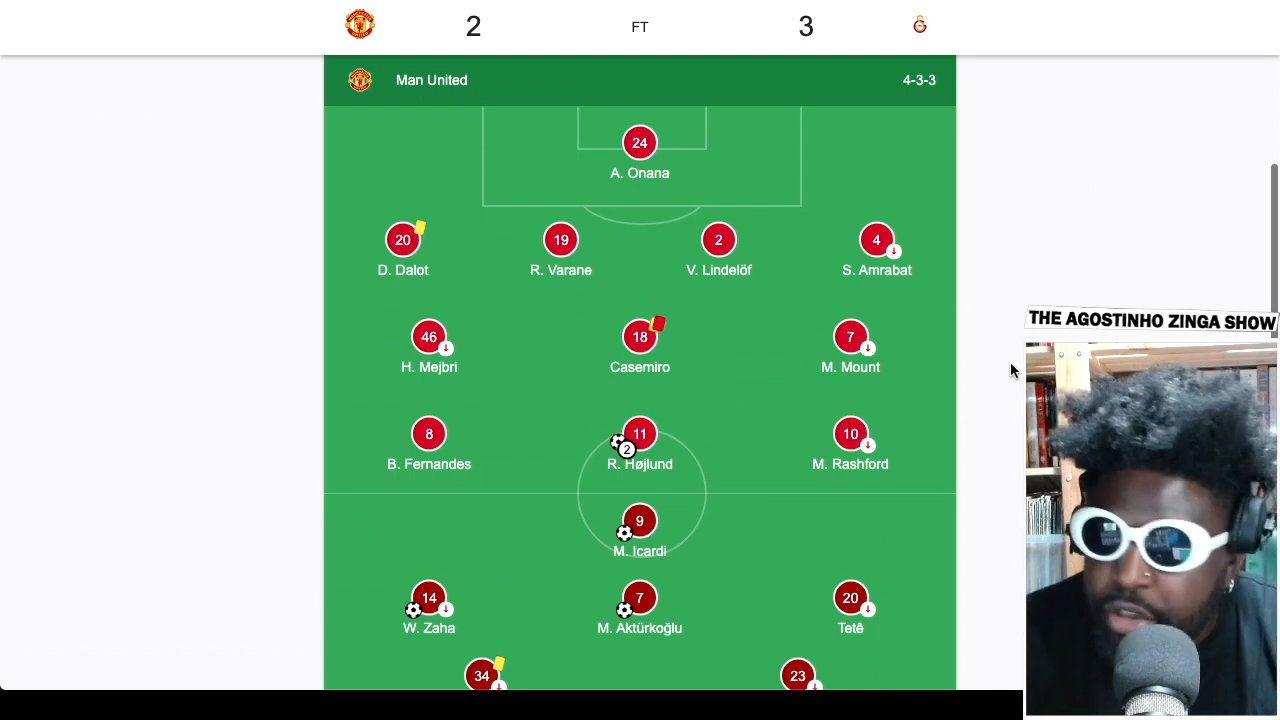 2 FT 3
Man United 4-3-3
24
A. Onana
20 19 2 4
D. Dalot R. Varane V. Lindelöf S. Amrabat
THE AGOSTINHO ZINGA SHOW
46 18 7
H. Mejbri Casemiro M. Mount
8 11 10
2
B. Fernandes R. Højlund M. Rashford
9
M. Icardi
14 7 20
W. Zaha M. Aktürkoğlu Tetê
34 23